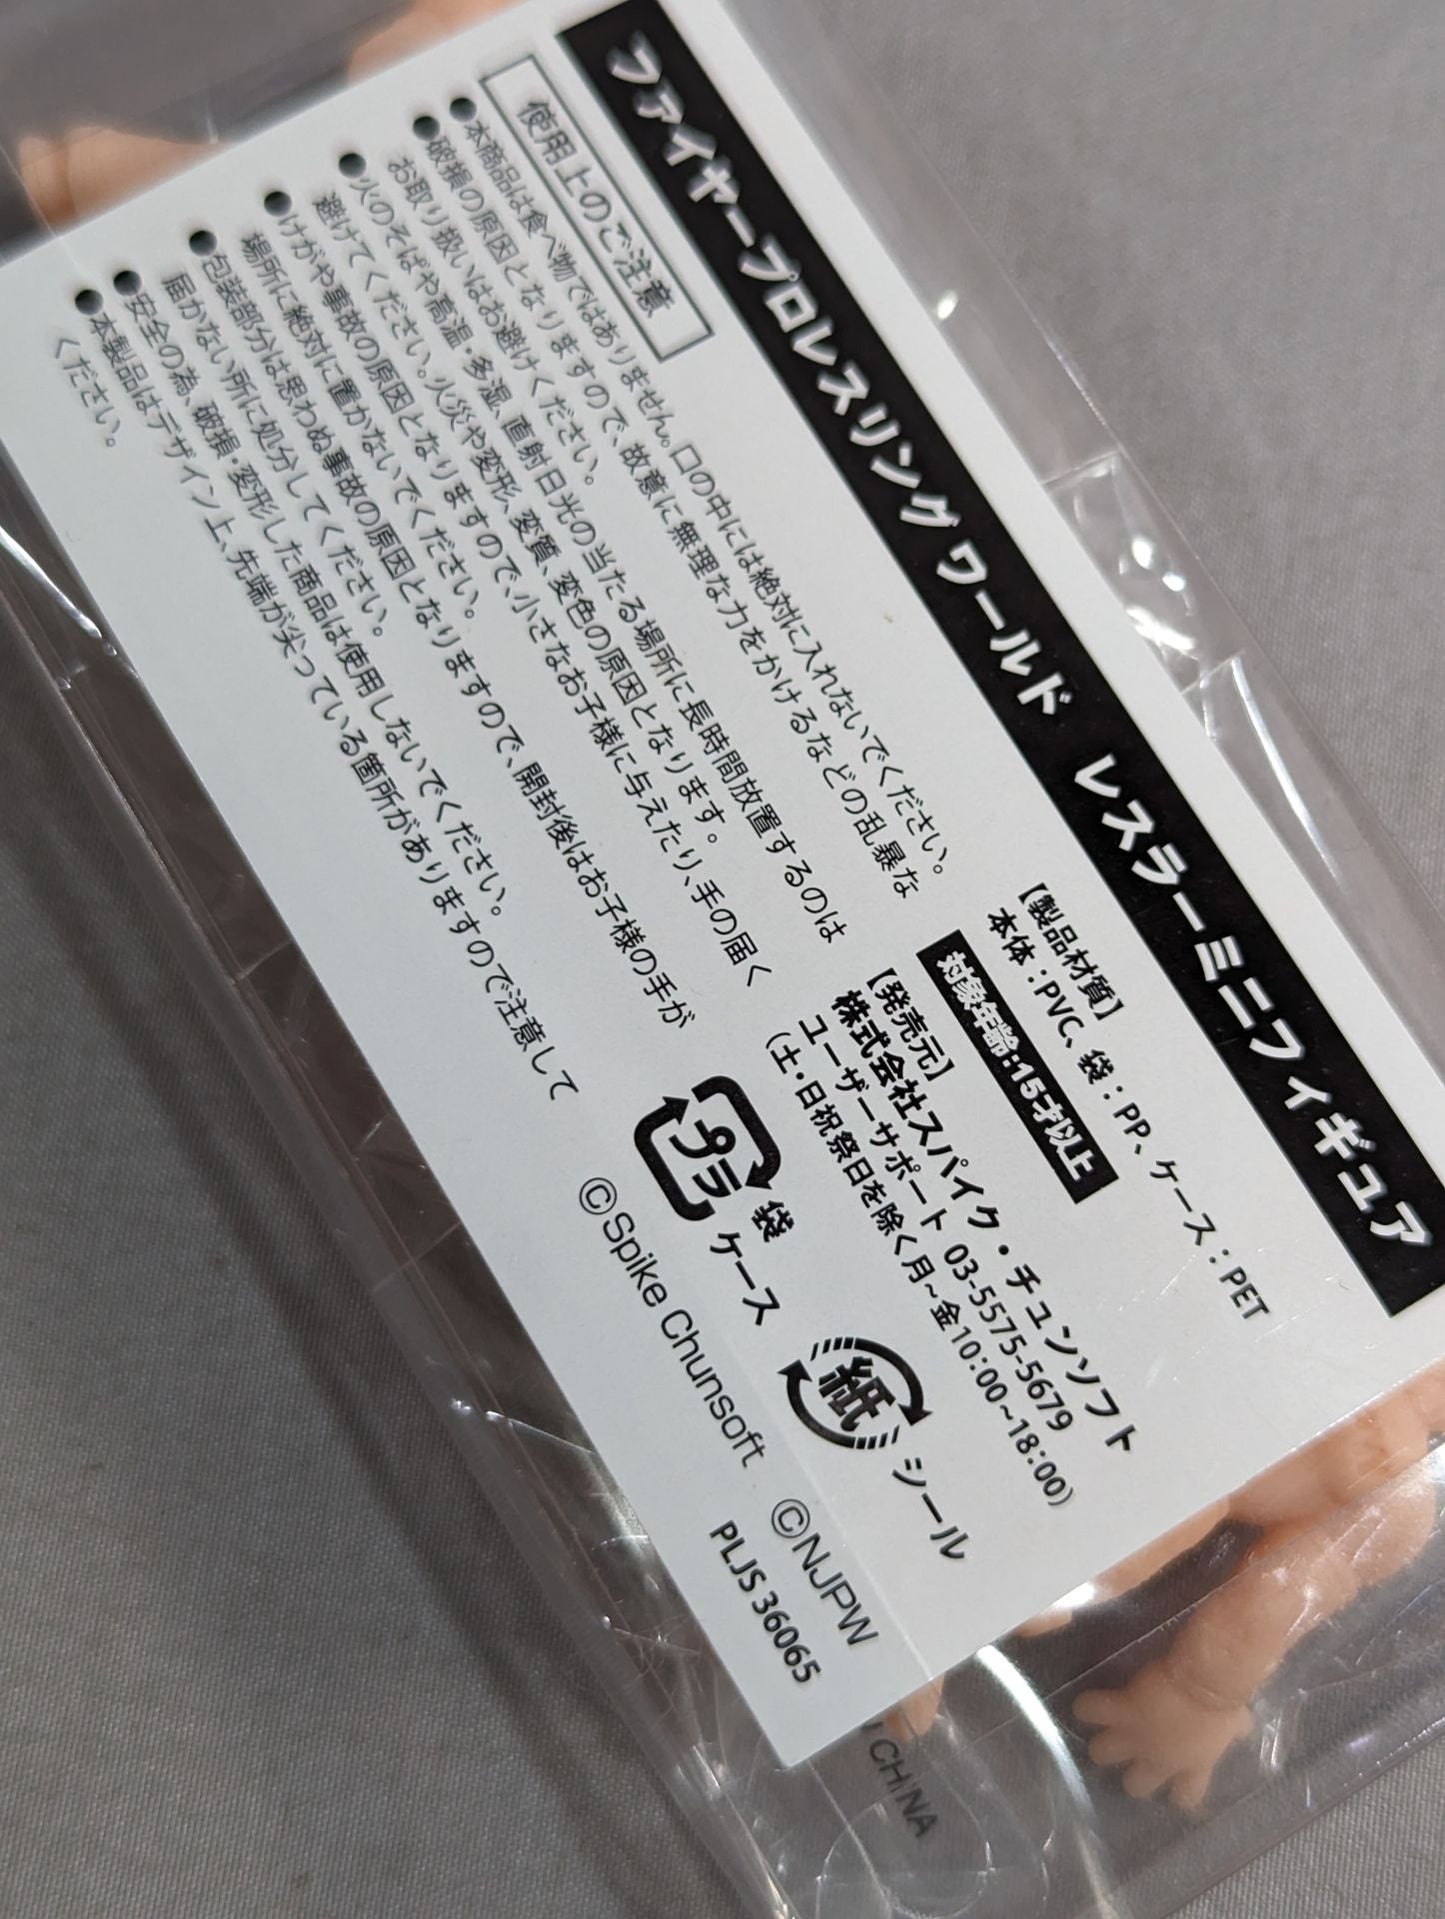 ファイヤープロレスリング ワールド　レスラーミニフィギュア
使用上のご注意
●本商品は食べ物ではありません。口の中には絶対に入れないでください。
●破損の原因となりますので、故意に無理な力をかけるなどの乱暴な
お取り扱いはお避けください。
●火のそばや高温・多湿、直射日光の当たる場所に長時間放置するのは
避けてください。火災や変形、変質、変色の原因となります。
●けがや事故の原因となりますので、小さなお子様に与えたり、手の届く
場所に絶対に置かないでください。
●包装部分は思わぬ事故の原因となりますので、開封後はお子様の手が
届かない所に処分してください。
●安全の為、破損・変形した商品は使用しないでください。
●本製品はデザイン上、先端が尖っている箇所がありますので注意して
ください。
【製品材質】
本体：PVC、袋：PP、ケース：PET
対象年齢:15才以上
【発売元】
株式会社スパイク・チュンソフト
ユーザーサポート 03-5575-5679
(土・日祝祭日を除く月~金10:00~18:00)
プラ 袋 ケース
紙 シール
©Spike Chunsoft ©NJPW
PLJS 36065
CHINA